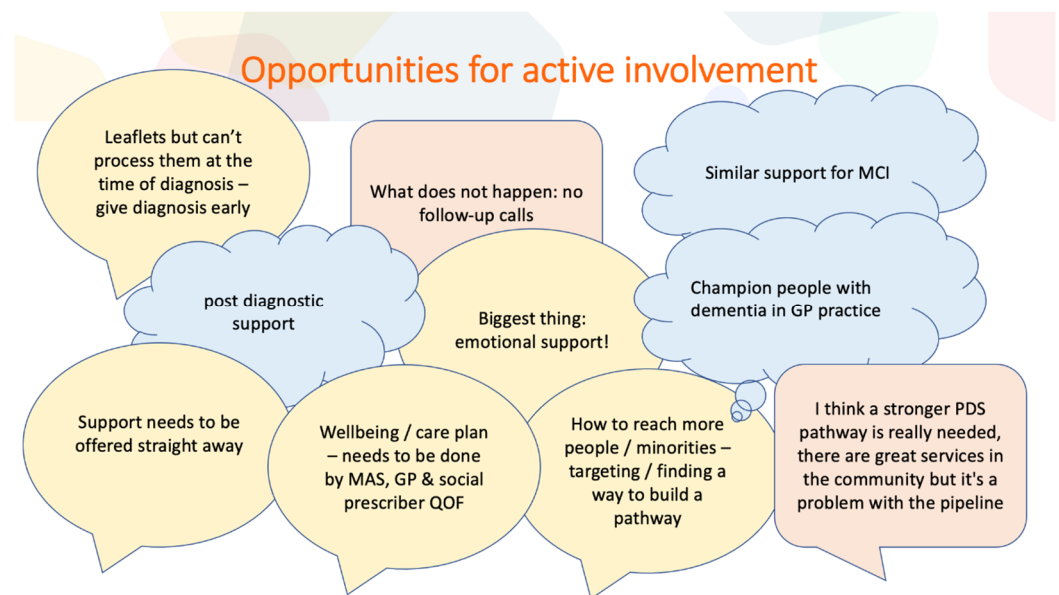 Opportunities for active involvement
Leaflets but can’t
process them at the
time of diagnosis –
give diagnosis early
What does not happen: no
follow-up calls
Similar support for MCI
post diagnostic
support
Biggest thing:
emotional support!
Champion people with
dementia in GP practice
Support needs to be
offered straight away
Wellbeing / care plan
– needs to be done
by MAS, GP & social
prescriber QOF
How to reach more
people / minorities –
targeting / finding a
way to build a
pathway
I think a stronger PDS
pathway is really needed,
there are great services in
the community but it's a
problem with the pipeline